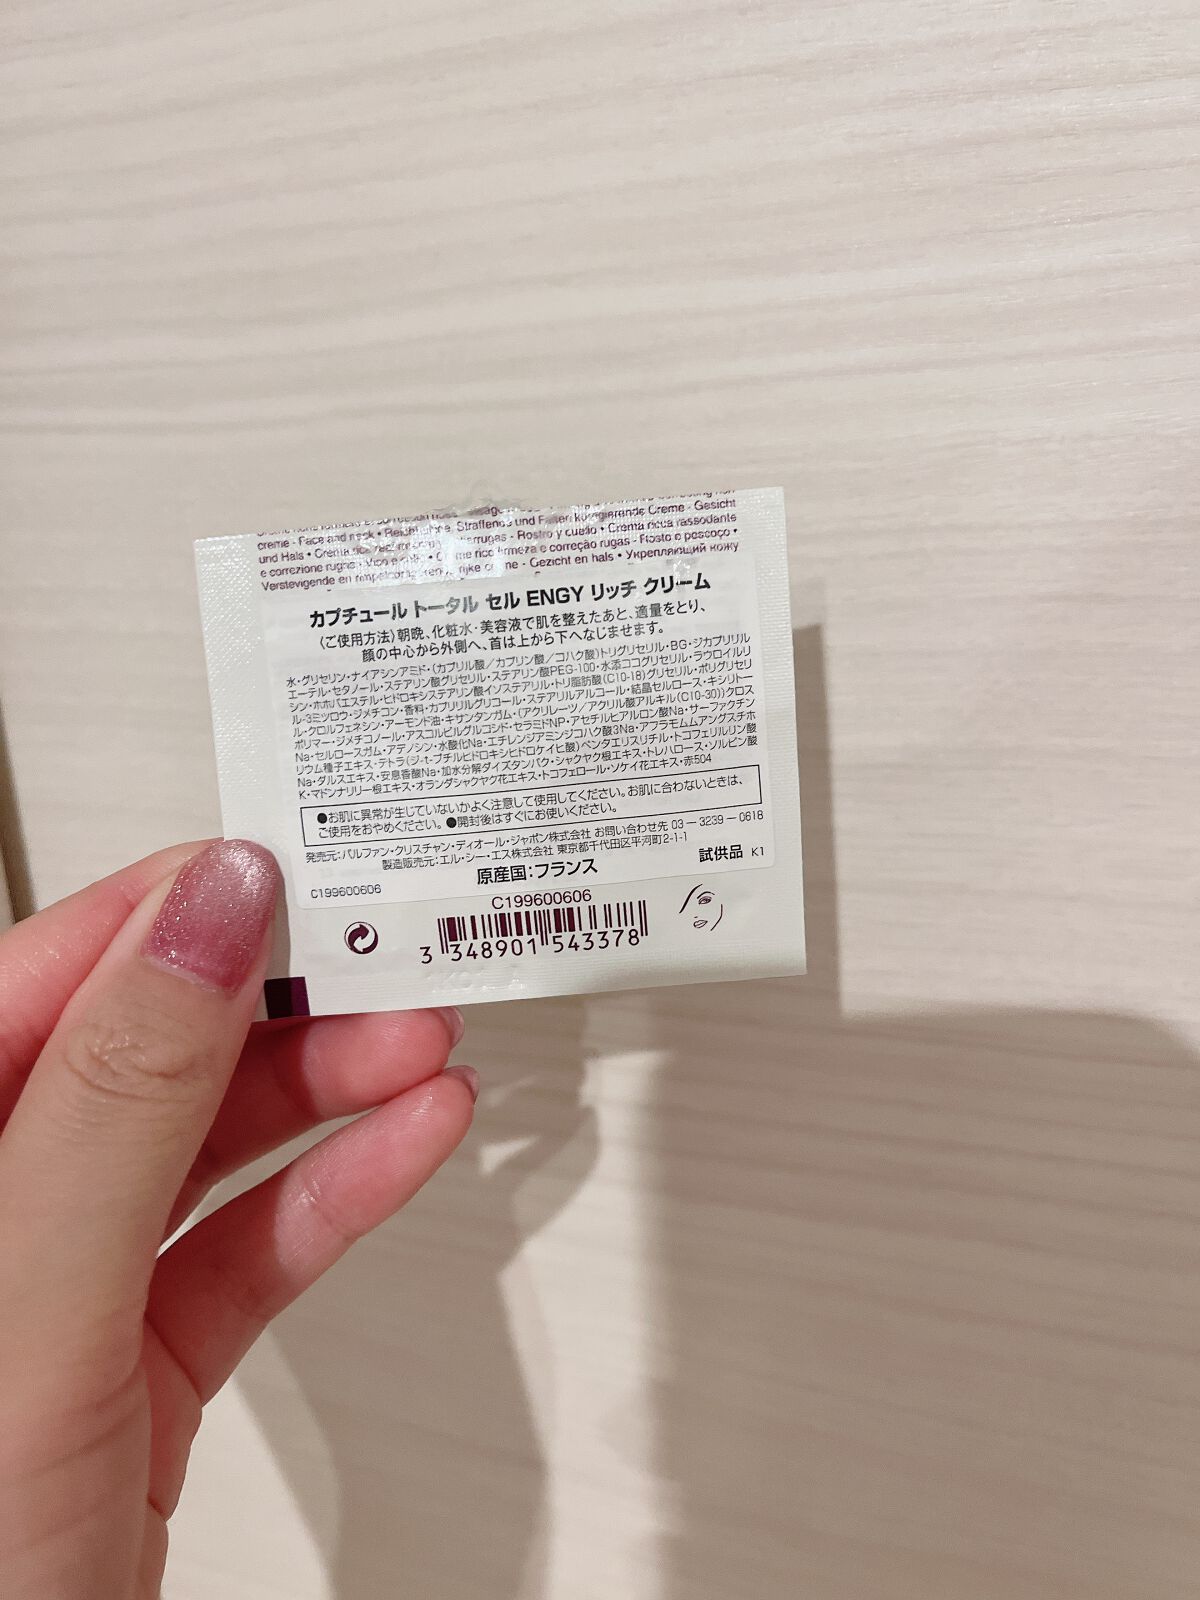 creme - Face and neck • Reichhaltige, Straffende und Falten korrigierende Creme - Gesicht
und Hals • Crema rica reafirmante antiarrugas - Rostro y cuello • Crema ricca rassodante
e correzione rughe - Viso e collo • Creme rico firmeza e correção rugas - Rosto e pescoço •
Verstevigende en rimpelcorrigerende rijke crème - Gezicht en hals • Укрепляющий кожу
カプチュール トータル セル ENGY リッチ クリーム
〈ご使用方法〉朝晩、化粧水・美容液で肌を整えたあと、適量をとり、
顔の中心から外側へ、首は上から下へなじませます。
水・グリセリン・ナイアシンアミド・(カプリル酸／カプリン酸／コハク酸)トリグリセリル・BG・ジカプリリル
エーテル・セタノール・ステアリン酸グリセリル・ステアリン酸PEG-100・水添ココグリセリル・ラウロイルリ
シン・ホホバエステル・ヒドロキシステアリン酸イソステアリル・トリ脂肪酸(C10-18)グリセリル・ポリグリセリ
ル-3ミツロウ・ジメチコン・香料・カプリリルグリコール・ステアリルアルコール・結晶セルロース・キシリトー
ル・クロルフェネシン・アーモンド油・キサンタンガム・(アクリレーツ／アクリル酸アルキル(C10-30))クロス
ポリマー・ジメチコノール・アスコルビルグルコシド・セラミドNP・アセチルヒアルロン酸Na・サーファクチン
Na・セルロースガム・アデノシン・水酸化Na・エチレンジアミンジコハク酸3Na・アフラモムムアングスチホ
リウム種子エキス・テトラ(ジ-t-ブチルヒドロキシヒドロケイヒ酸)ペンタエリスリチル・トコフェリルリン酸
Na・ダルスエキス・安息香酸Na・加水分解ダイズタンパク・シャクヤク根エキス・トレハロース・ソルビン酸
K・マドンナリリー根エキス・オランダシャクヤク花エキス・トコフェロール・ソケイ花エキス・赤504
●お肌に異常が生じていないかよく注意して使用してください。お肌に合わないときは、
ご使用をおやめください。●開封後はすぐにお使いください。
発売元：パルファン・クリスチャン・ディオール・ジャポン株式会社 お問い合わせ先 03－3239－0618
製造販売元：エル・シー・エス株式会社 東京都千代田区平河町2-1-1
原産国：フランス 試供品 K1
C199600606
C199600606
3 348901 543378